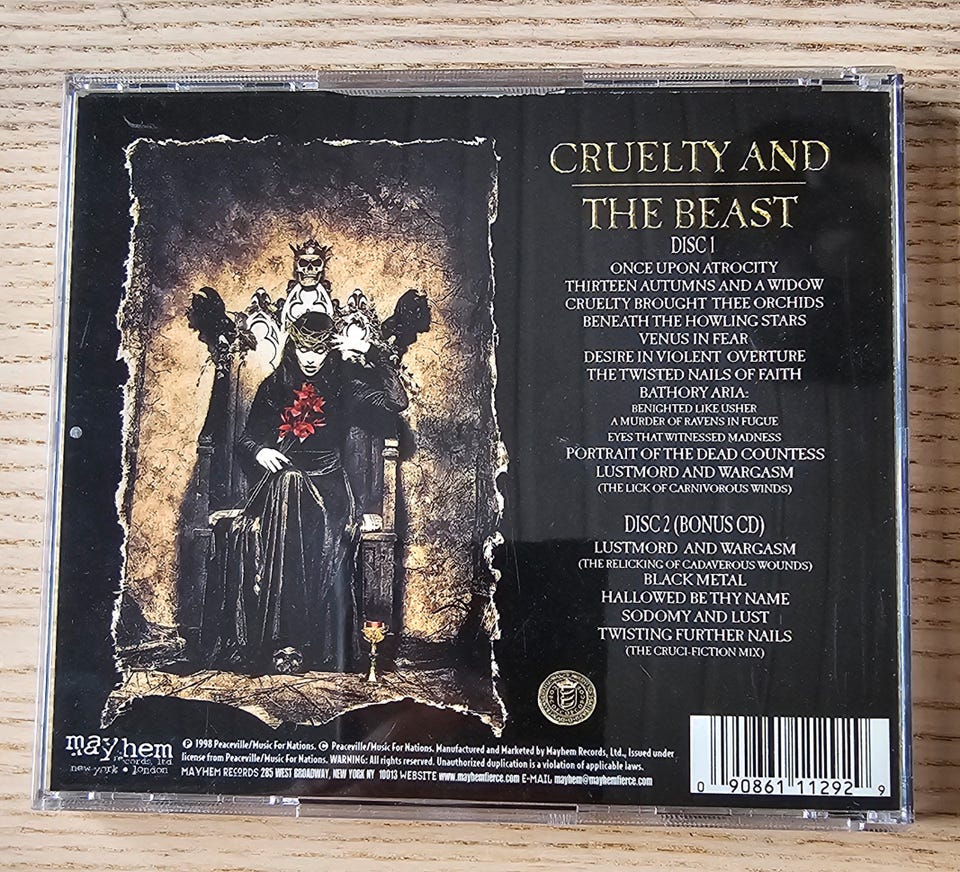 CRUELTY AND
THE BEAST
DISC 1
ONCE UPON ATROCITY
THIRTEEN AUTUMNS AND A WIDOW
CRUELTY BROUGHT THEE ORCHIDS
BENEATH THE HOWLING STARS
VENUS IN FEAR
DESIRE IN VIOLENT OVERTURE
THE TWISTED NAILS OF FAITH
BATHORY ARIA:
BENIGHTED LIKE USHER
A MURDER OF RAVENS IN FUGUE
EYES THAT WITNESSED MADNESS
PORTRAIT OF THE DEAD COUNTESS
LUSTMORD AND WARGASM
(THE LICK OF CARNIVOROUS WINDS)
DISC 2 (BONUS CD)
LUSTMORD AND WARGASM
(THE RELICKING OF CADAVEROUS WOUNDS)
BLACK METAL
HALLOWED BE THY NAME
SODOMY AND LUST
TWISTING FURTHER NAILS
(THE CRUCI-FICTION MIX)
mayhem
records, ltd.
new york • london
℗ 1998 Peaceville/Music For Nations. © Peaceville/Music For Nations. Manufactured and Marketed by Mayhem Records, Ltd., Issued under
license from Peaceville/Music For Nations. WARNING: All rights reserved. Unauthorized duplication is a violation of applicable laws.
MAYHEM RECORDS 285 WEST BROADWAY, NEW YORK NY 10013 WEBSITE www.mayhemfierce.com E-MAIL mayhem@mayhemfierce.com
0 90861 11292 9